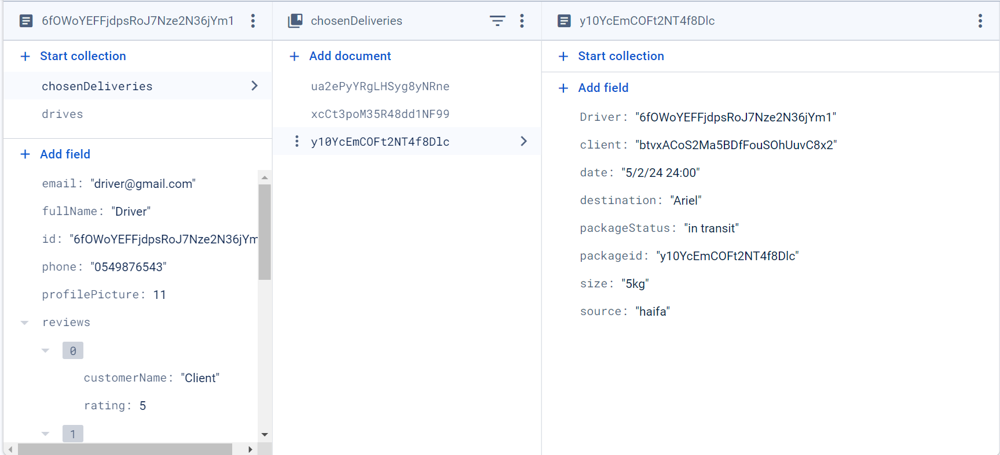 6fOWoYEFFjdpsRoJ7Nze2N36jYm1
Start collection
chosenDeliveries
drives
Add field
email: "driver@gmail.com"
fullName: "Driver"
id: "6fOWoYEFFjdpsRoJ7Nze2N36jYm
phone: "0549876543"
profilePicture: 11
reviews
0
customerName: "Client"
rating: 5
1
chosenDeliveries
Add document
ua2ePyYRgLHSyg8yNRne
xcCt3poM35R48dd1NF99
y10YcEmCOFt2NT4f8Dlc
y10YcEmCOFt2NT4f8Dlc
Start collection
Add field
Driver: "6fOWoYEFFjdpsRoJ7Nze2N36jYm1"
client: "btvxACoS2Ma5BDfFouSOhUuvC8x2"
date: "5/2/24 24:00"
destination: "Ariel"
packageStatus: "in transit"
packageid: "y10YcEmCOFt2NT4f8Dlc"
size: "5kg"
source: "haifa"